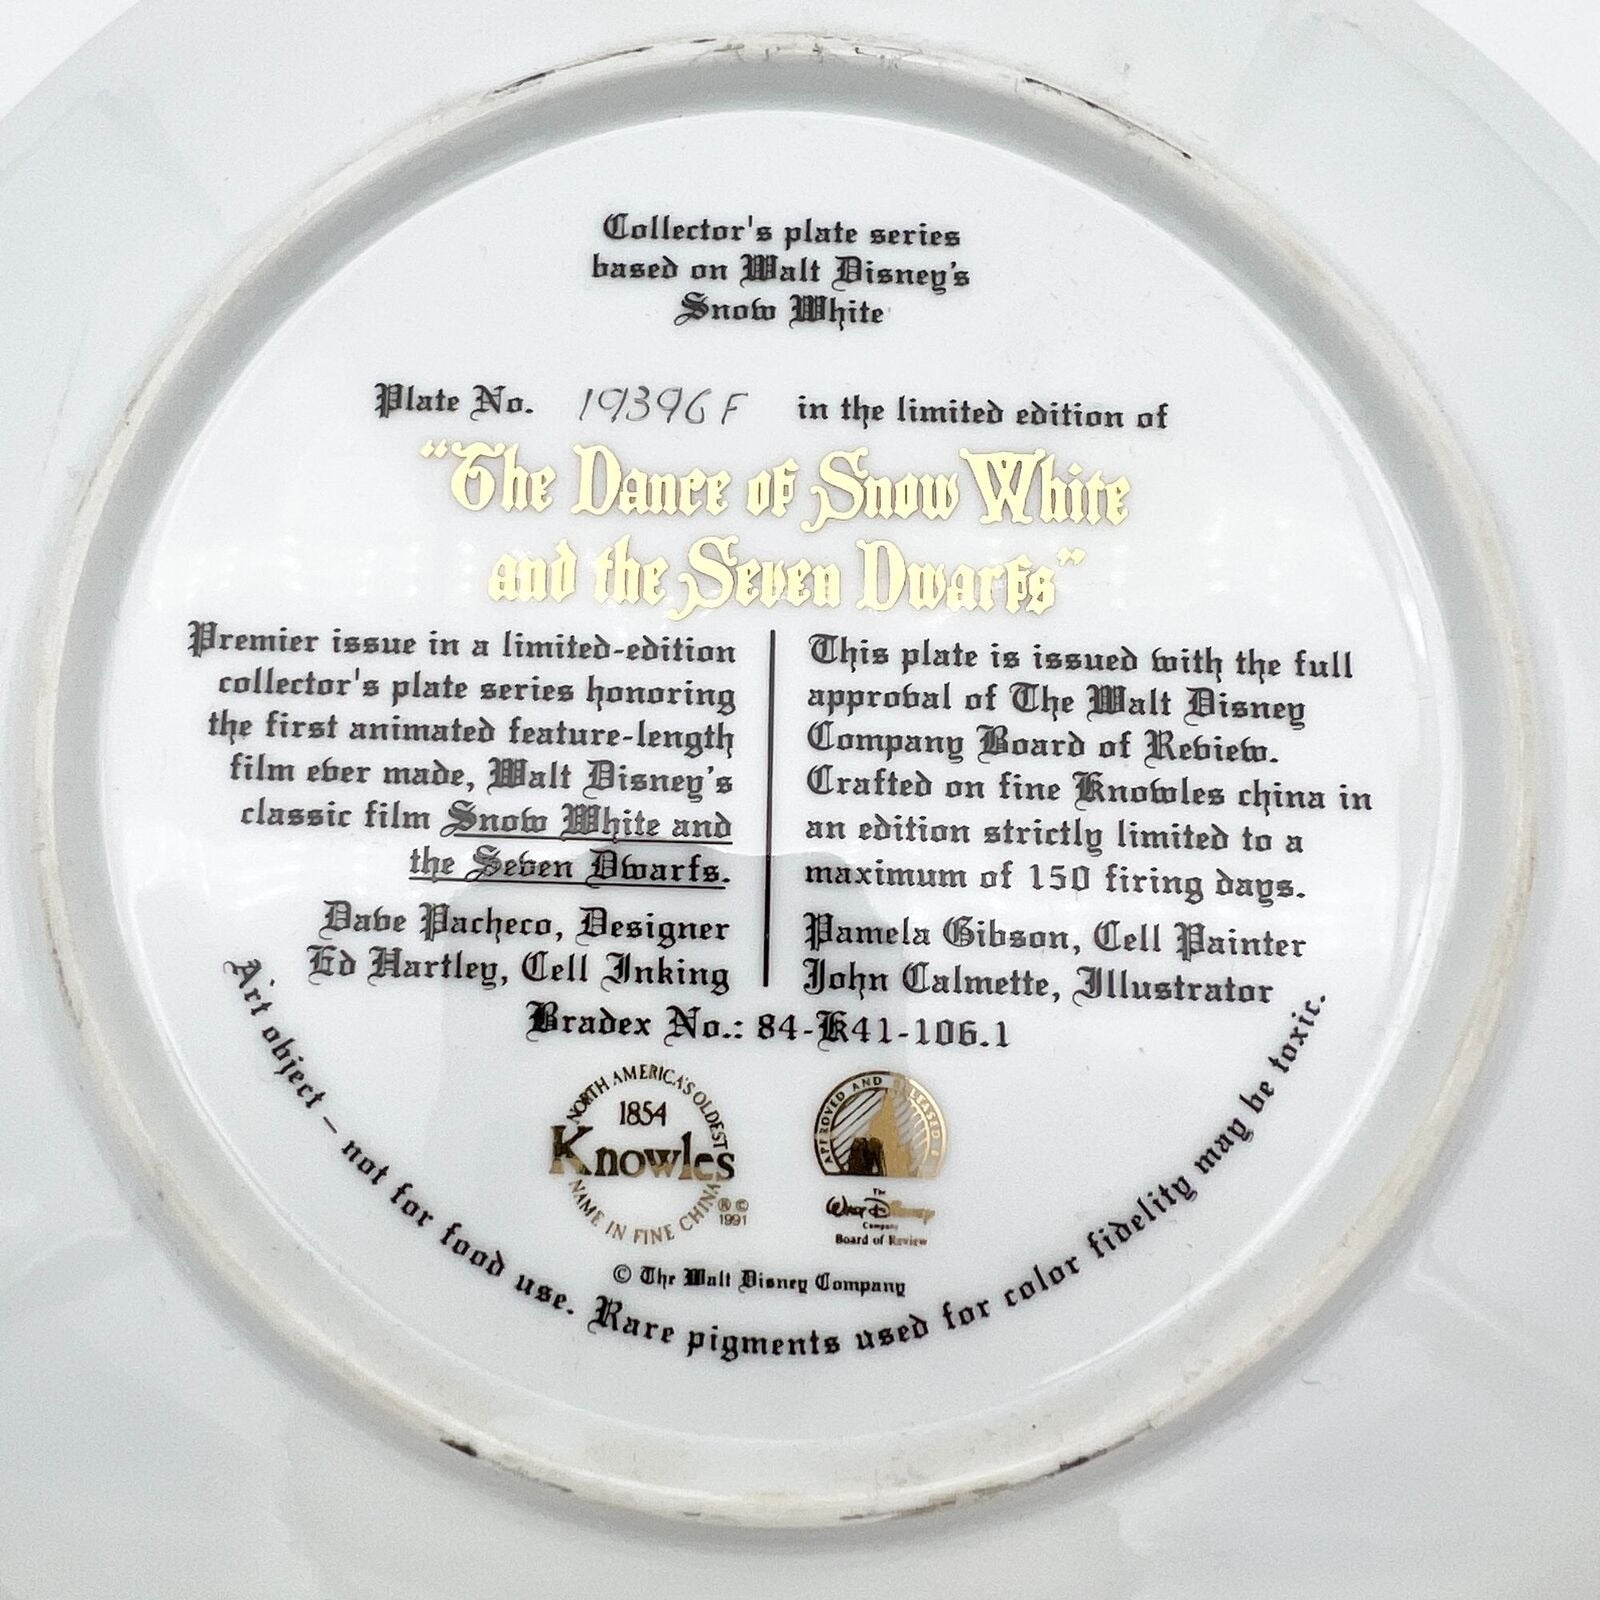 Collector's plate series
based on Walt Disney's
Snow White
Plate No. 19396F in the limited edition of
"The Dance of Snow White
and the Seven Dwarfs"
Premier issue in a limited-edition
collector's plate series honoring
the first animated feature-length
film ever made, Walt Disney's
classic film Snow White and
the Seven Dwarfs.
Dave Pacheco, Designer
Ed Hartley, Cell Inking
This plate is issued with the full
approval of The Walt Disney
Company Board of Review.
Crafted on fine Knowles china in
an edition strictly limited to a
maximum of 150 firing days.
Pamela Gibson, Cell Painter
John Calmette, Illustrator
Bradex No.: 84-K41-106.1
NORTH AMERICA'S OLDEST
1854
Knowles
NAME IN FINE CHINA
® ©
1991
APPROVED AND RELEASED
The
Walt Disney
Company
Board of Review
© The Walt Disney Company
Art object – not for food use. Rare pigments used for color fidelity may be toxic.